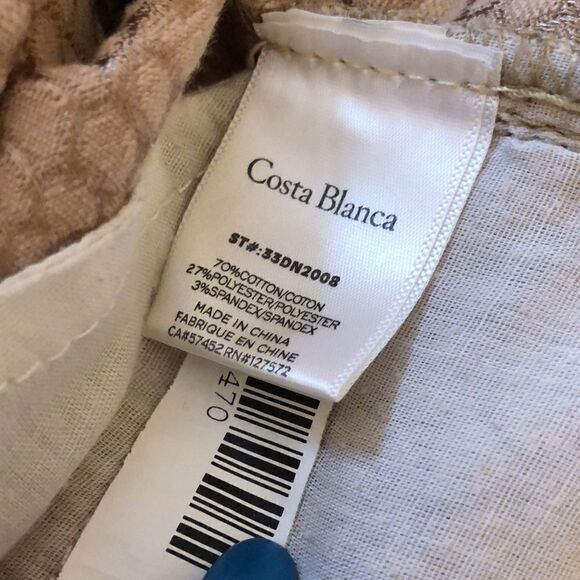 Costa Blanca
ST#:33DN2008
70%COTTON/COTON
27%POLYESTER/POLYESTER
3%SPANDEX/SPANDEX
MADE IN CHINA
FABRIQUE EN CHINE
CA#57452 RN#127572
470